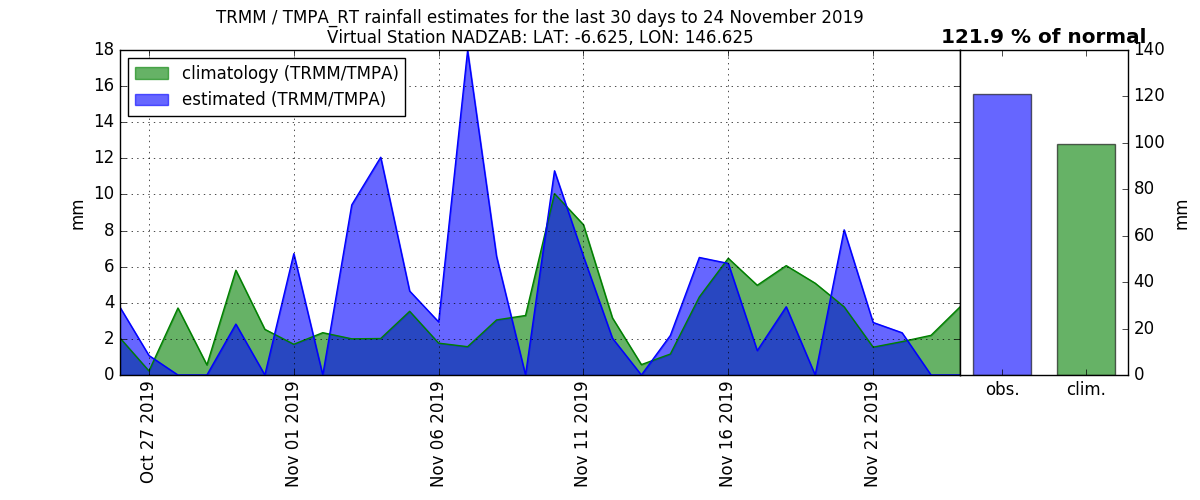 TRMM / TMPA_RT rainfall estimates for the last 30 days to 24 November 2019
Virtual Station NADZAB: LAT: -6.625, LON: 146.625
121.9 % of normal
climatology (TRMM/TMPA)
estimated (TRMM/TMPA)
mm
18
16
14
12
10
8
6
4
2
0
Oct 27 2019
Nov 01 2019
Nov 06 2019
Nov 11 2019
Nov 16 2019
Nov 21 2019
140
120
100
80
60
40
20
0
mm
obs.
clim.